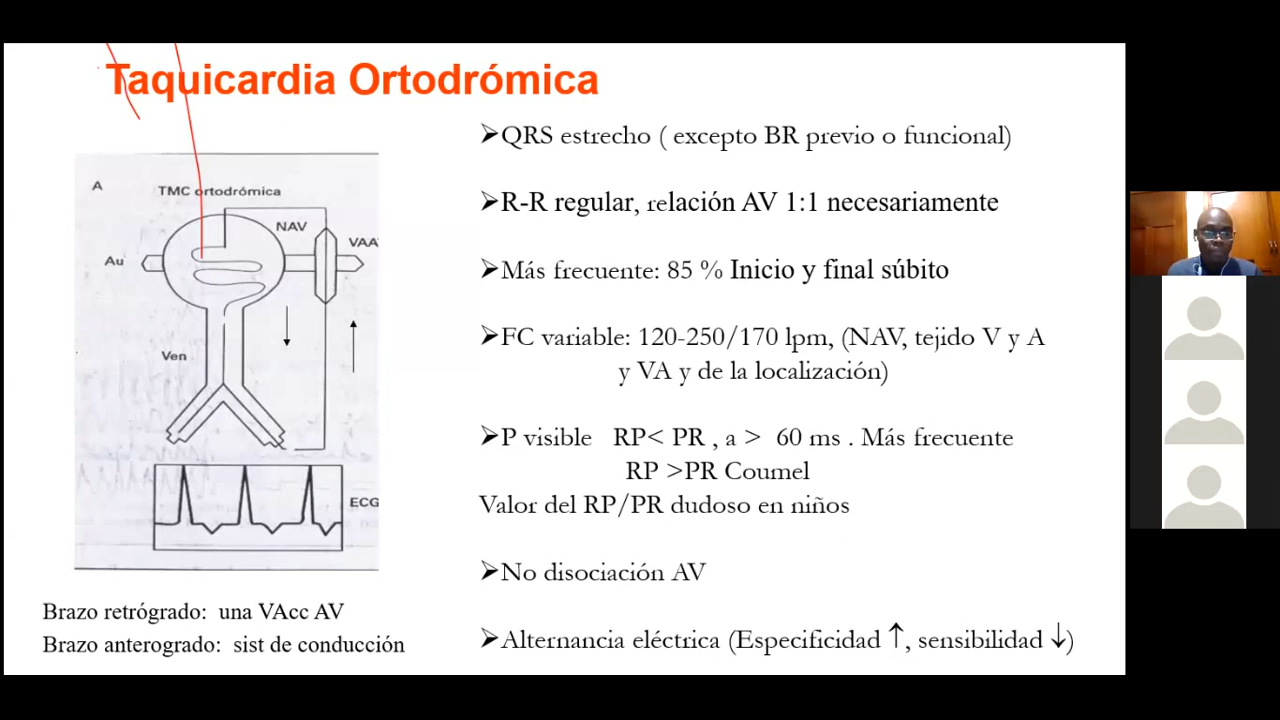 Taquicardia Ortodrómica
A
TMC ortodrómica
NAV
VAA
Au
Ven
ECG
Brazo retrógrado: una VAcc AV
Brazo anterogrado: sist de conducción
➢QRS estrecho ( excepto BR previo o funcional)
➢R-R regular, relación AV 1:1 necesariamente
➢Más frecuente: 85 % Inicio y final súbito
➢FC variable: 120-250/170 lpm, (NAV, tejido V y A
y VA y de la localización)
➢P visible RP< PR , a > 60 ms . Más frecuente
RP >PR Coumel
Valor del RP/PR dudoso en niños
➢No disociación AV
➢Alternancia eléctrica (Especificidad ↑, sensibilidad ↓)